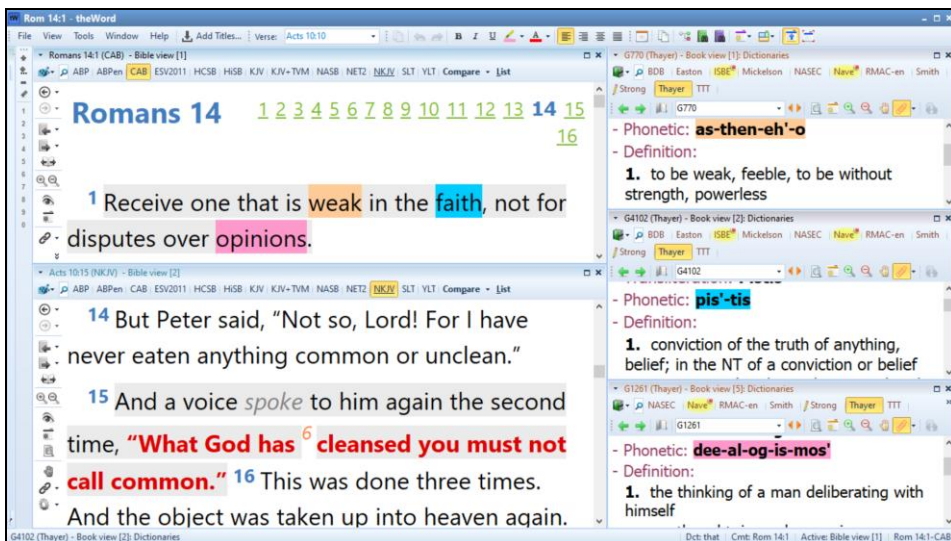 Rom 14:1 - theWord
File View Tools Window Help Add Titles... Verse: Acts 10:10 B I U A
Romans 14:1 (CAB) - Bible view [1]
ABP ABPen CAB ESV2011 HCSB HiSB KJV KJV+TVM NASB NET2 NKJV SLT YLT Compare List
Romans 14 1 2 3 4 5 6 7 8 9 10 11 12 13 14 15
16
1 Receive one that is weak in the faith, not for
disputes over opinions.
Acts 10:15 (NKJV) - Bible view [2]
ABP ABPen CAB ESV2011 HCSB HiSB KJV KJV+TVM NASB NET2 NKJV SLT YLT Compare List
14 But Peter said, “Not so, Lord! For I have
never eaten anything common or unclean.”
15 And a voice spoke to him again the second
time, “What God has 6 cleansed you must not
call common.” 16 This was done three times.
And the object was taken up into heaven again.
G770 (Thayer) - Book view [1]: Dictionaries
BDB Easton ISBE Mickelson NASEC Nave RMAC-en Smith
Strong Thayer TTT
G770
- Phonetic: as-then-eh'-o
- Definition:
1. to be weak, feeble, to be without
strength, powerless
G4102 (Thayer) - Book view [2]: Dictionaries
BDB Easton ISBE Mickelson NASEC Nave RMAC-en Smith
Strong Thayer TTT
G4102
- Phonetic: pis'-tis
- Definition:
1. conviction of the truth of anything,
belief; in the NT of a conviction or belief
G1261 (Thayer) - Book view [5]: Dictionaries
NASEC Nave RMAC-en Smith Strong Thayer TTT
G1261
- Phonetic: dee-al-og-is-mos'
- Definition:
1. the thinking of a man deliberating with
himself
G4102 (Thayer) - Book view [2]: Dictionaries Dct: that Cmt: Rom 14:1 Active: Bible view [1] Rom 14:1-CAB